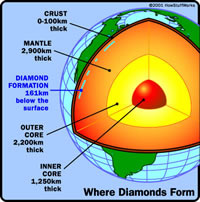 ©2001 HowStuffWorks
CRUST
0-100km
thick
MANTLE
2,900km
thick
DIAMOND
FORMATION
161km
below the
surface
OUTER
CORE
2,200km
thick
INNER
CORE
1,250km
thick
Where Diamonds Form